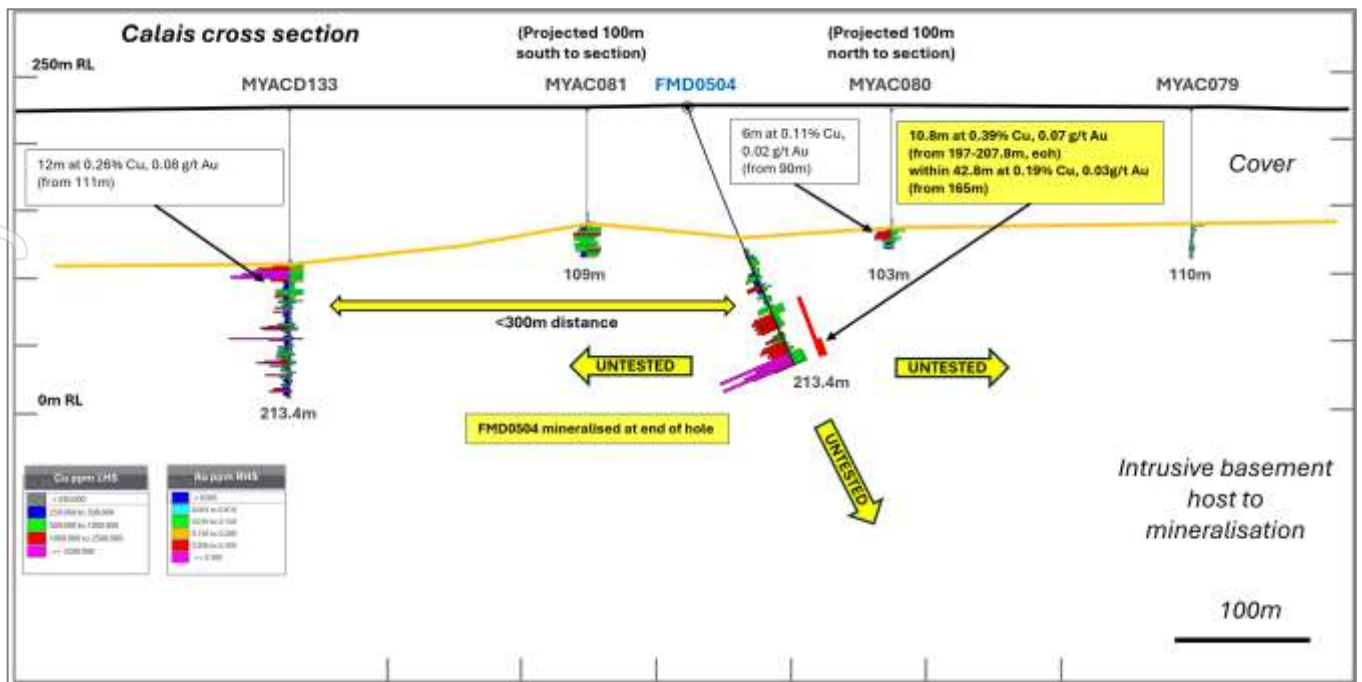 Calais cross section
(Projected 100m
south to section)
(Projected 100m
north to section)
250m RL
MYACD133
MYAC081
FMD0504
MYAC080
MYAC079
12m at 0.26% Cu, 0.08 g/t Au
(from 111m)
6m at 0.11% Cu,
0.02 g/t Au
(from 90m)
10.8m at 0.39% Cu, 0.07 g/t Au
(from 197-207.8m, eoh)
within 42.8m at 0.19% Cu, 0.03g/t Au
(from 165m)
Cover
109m
103m
110m
<300m distance
UNTESTED
UNTESTED
213.4m
0m RL
213.4m
FMD0504 mineralised at end of hole
UNTESTED
Intrusive basement
host to
mineralisation
Cu ppm LHS
Au ppm RHS
100m